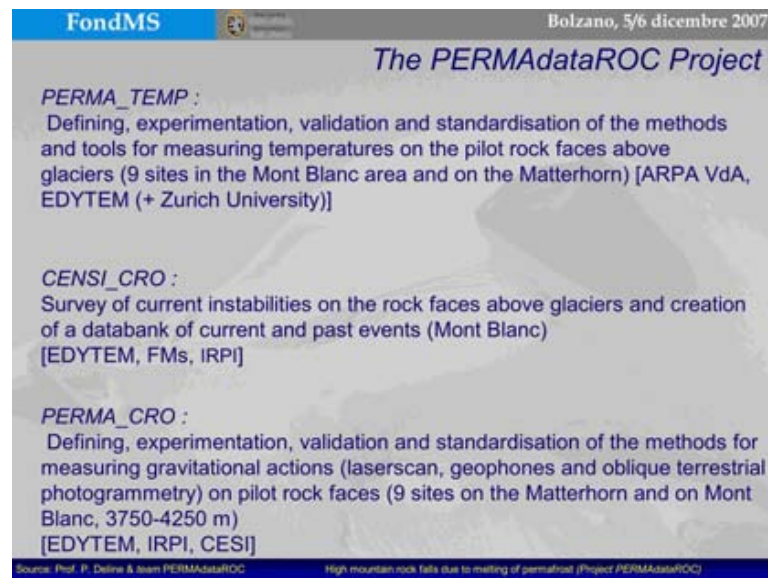 FondMS
Bolzano, 5/6 dicembre 2007
The PERMAdataROC Project
PERMA_TEMP :
Defining, experimentation, validation and standardisation of the methods
and tools for measuring temperatures on the pilot rock faces above
glaciers (9 sites in the Mont Blanc area and on the Matterhorn) [ARPA VdA,
EDYTEM (+ Zurich University)]
CENSI_CRO :
Survey of current instabilities on the rock faces above glaciers and creation
of a databank of current and past events (Mont Blanc)
[EDYTEM, FMs, IRPI]
PERMA_CRO :
Defining, experimentation, validation and standardisation of the methods for
measuring gravitational actions (laserscan, geophones and oblique terrestrial
photogrammetry) on pilot rock faces (9 sites on the Matterhorn and on Mont
Blanc, 3750-4250 m)
[EDYTEM, IRPI, CESI]
Source: Prof. P. Deline & team PERMAdataROC
High mountain rock falls due to melting of permafrost (Project PERMAdataROC)